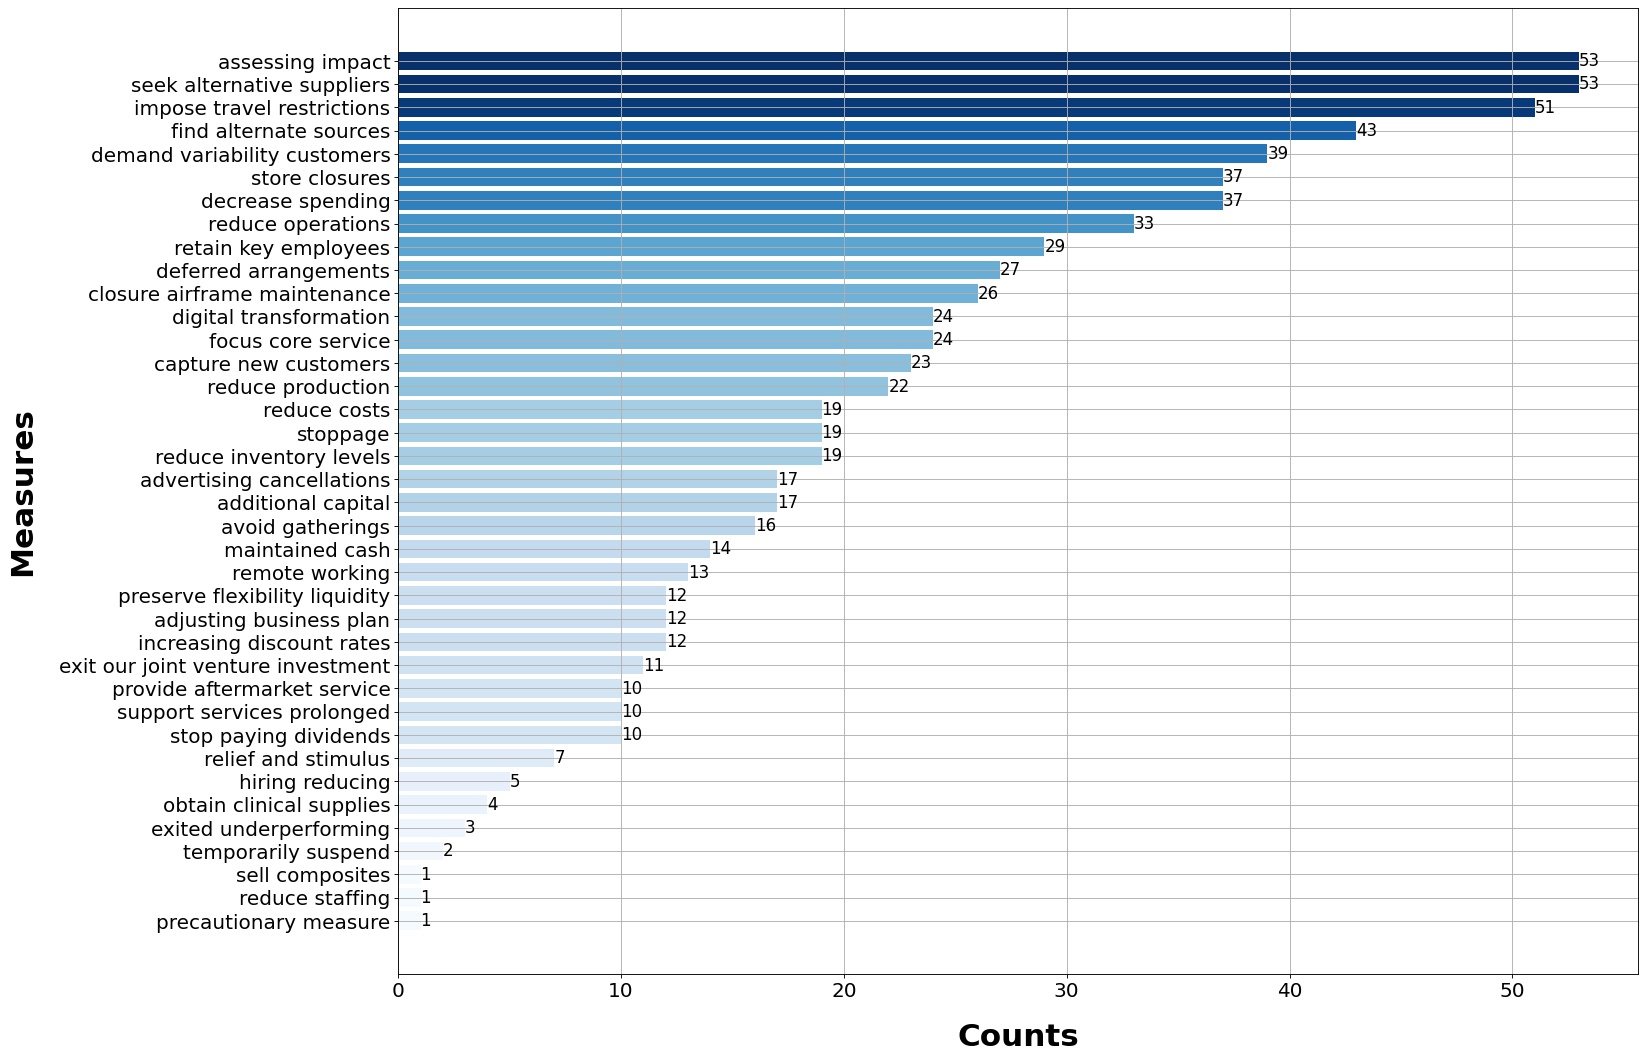 assessing impact 53
seek alternative suppliers 53
impose travel restrictions 51
find alternate sources 43
demand variability customers 39
store closures 37
decrease spending 37
reduce operations 33
retain key employees 29
deferred arrangements 27
closure airframe maintenance 26
digital transformation 24
focus core service 24
capture new customers 23
reduce production 22
reduce costs 19
stoppage 19
reduce inventory levels 19
advertising cancellations 17
additional capital 17
avoid gatherings 16
maintained cash 14
remote working 13
preserve flexibility liquidity 12
adjusting business plan 12
increasing discount rates 12
exit our joint venture investment 11
provide aftermarket service 10
support services prolonged 10
stop paying dividends 10
relief and stimulus 7
hiring reducing 5
obtain clinical supplies 4
exited underperforming 3
temporarily suspend 2
sell composites 1
reduce staffing 1
precautionary measure 1
0 10 20 30 40 50
Counts
Measures